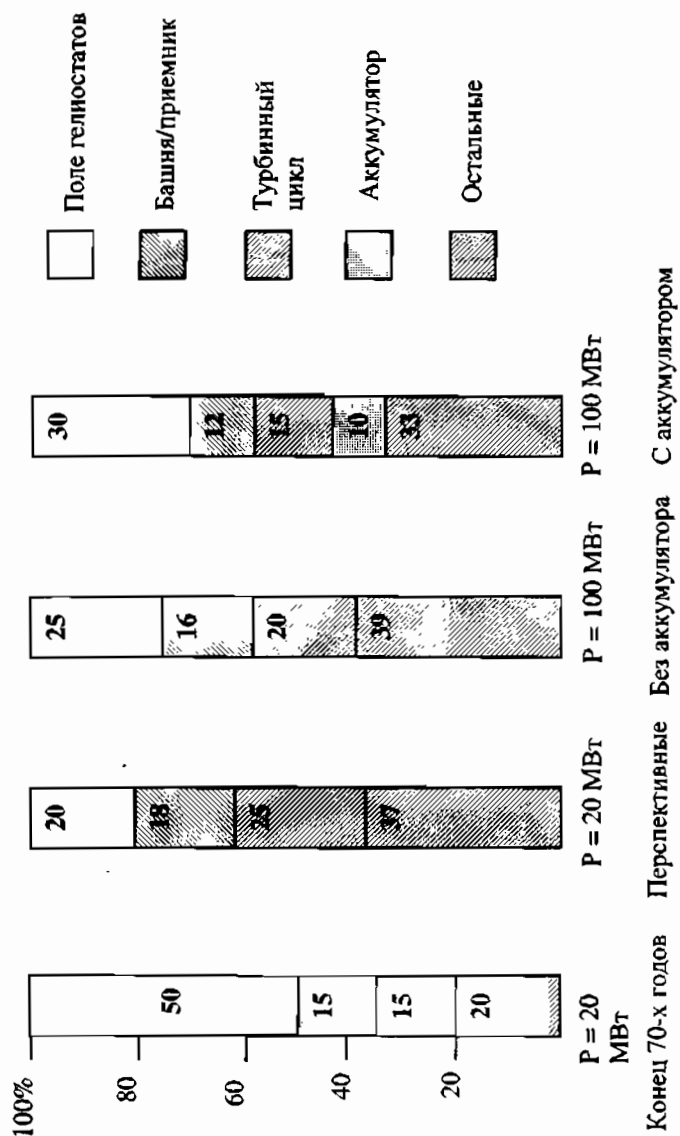 100%
80
60
40
20
50
15
15
20
P = 20
МВт
Конец 70-х годов
20
18
25
37
P = 20 МВт
Перспективные
25
16
20
39
P = 100 МВт
Без аккумулятора
30
12
15
10
33
P = 100 МВт
С аккумулятором
Поле гелиостатов
Башня/приемник
Турбинный
цикл
Аккумулятор
Остальные